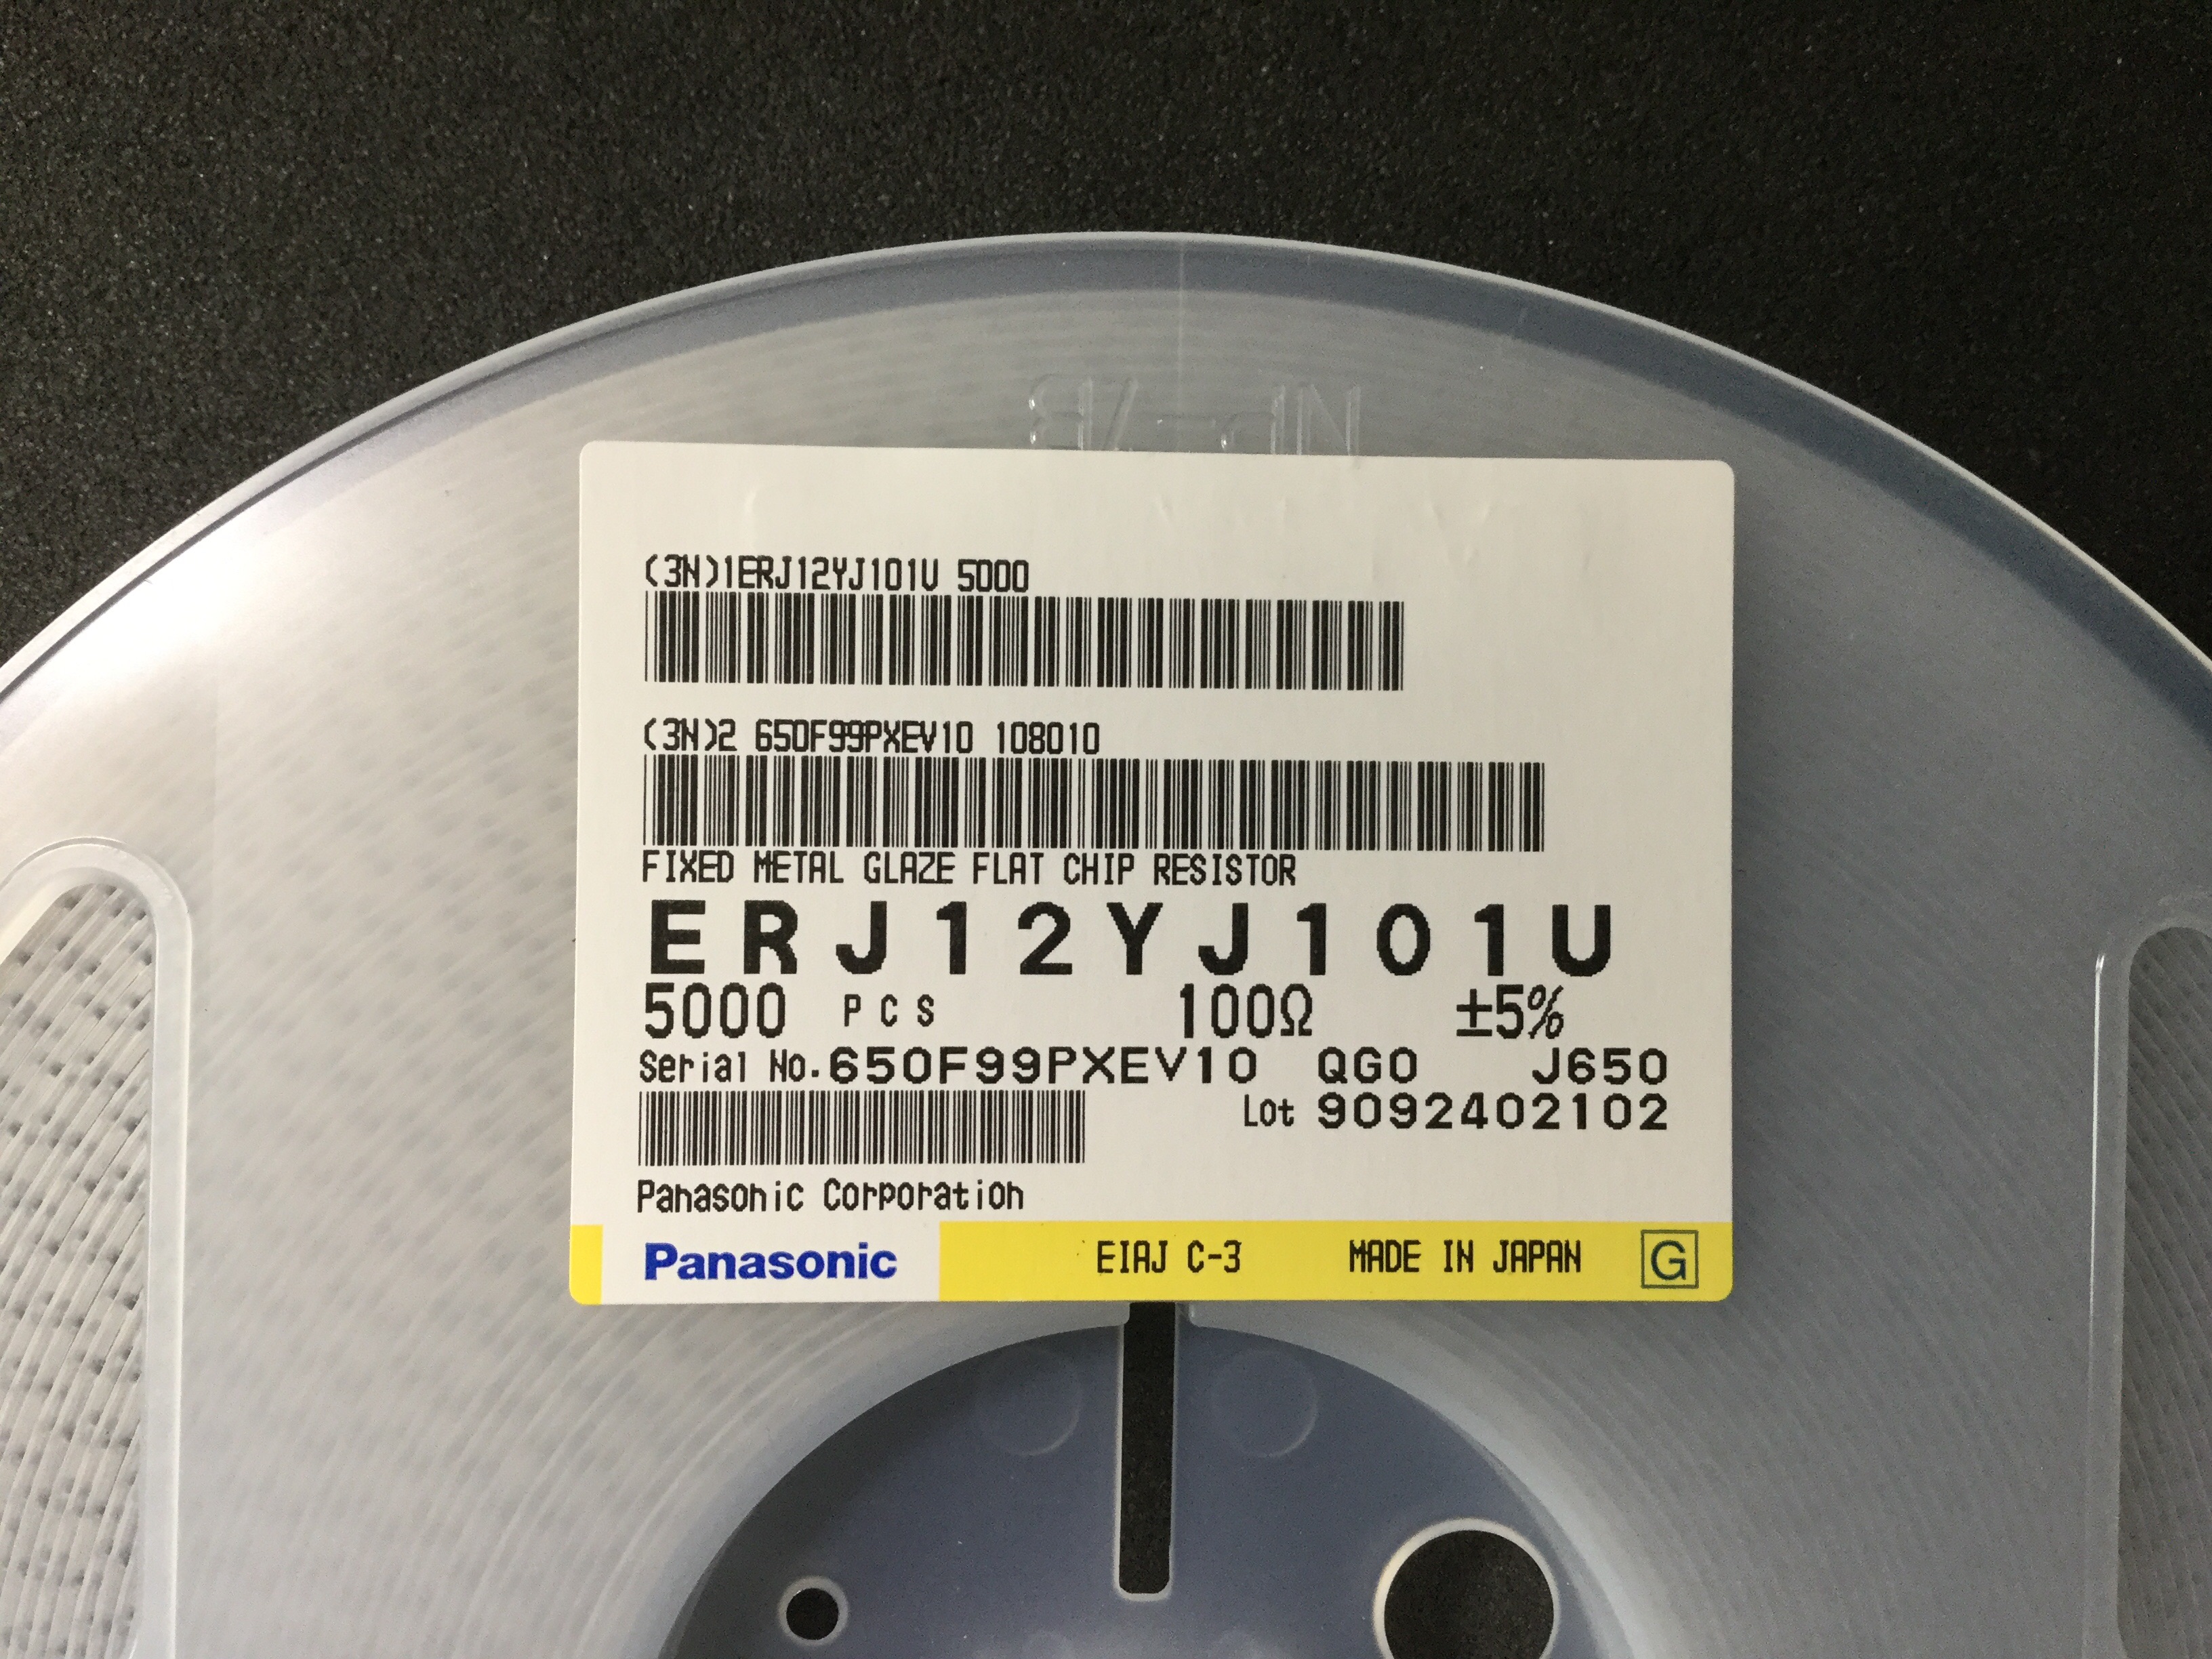 (3N)1ERJ12YJ101U 5000
(3N)2 650F99PXEV10 108010
FIXED METAL GLAZE FLAT CHIP RESISTOR
ERJ12YJ101U
5000 PCS 100Ω ±5%
Serial No.650F99PXEV10 QGO J650
Lot 9092402102
Panasonic Corporation
Panasonic EIAJ C-3 MADE IN JAPAN G